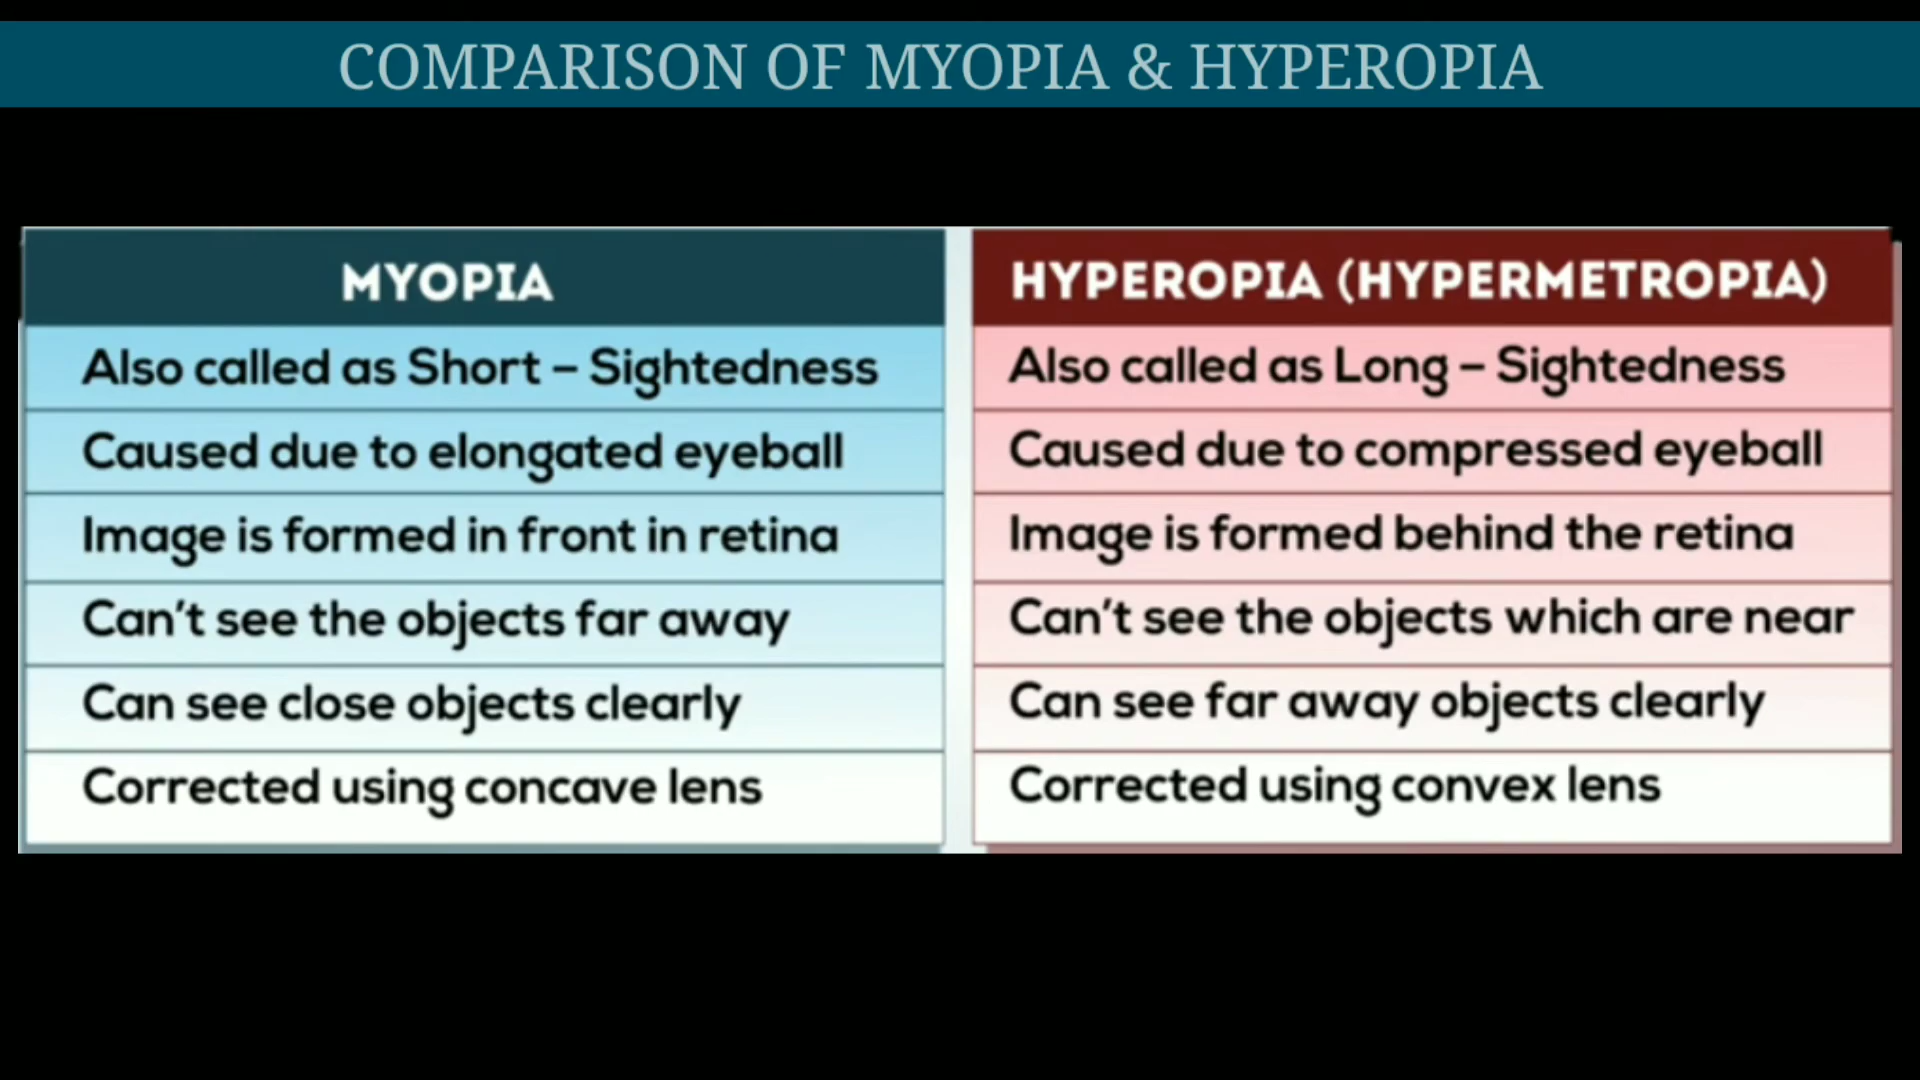 COMPARISON OF MYOPIA & HYPEROPIA
MYOPIA
Also called as Short – Sightedness
Caused due to elongated eyeball
Image is formed in front in retina
Can't see the objects far away
Can see close objects clearly
Corrected using concave lens
HYPEROPIA (HYPERMETROPIA)
Also called as Long – Sightedness
Caused due to compressed eyeball
Image is formed behind the retina
Can't see the objects which are near
Can see far away objects clearly
Corrected using convex lens